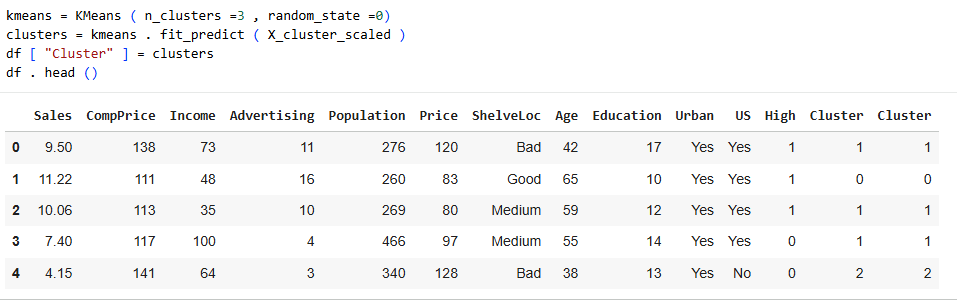 kmeans = KMeans ( n_clusters =3 , random_state =0)
clusters = kmeans . fit_predict ( X_cluster_scaled )
df [ "Cluster" ] = clusters
df . head ()
Sales CompPrice Income Advertising Population Price ShelveLoc Age Education Urban US High Cluster Cluster
0 9.50 138 73 11 276 120 Bad 42 17 Yes Yes 1 1 1
1 11.22 111 48 16 260 83 Good 65 10 Yes Yes 1 0 0
2 10.06 113 35 10 269 80 Medium 59 12 Yes Yes 1 1 1
3 7.40 117 100 4 466 97 Medium 55 14 Yes Yes 0 1 1
4 4.15 141 64 3 340 128 Bad 38 13 Yes No 0 2 2